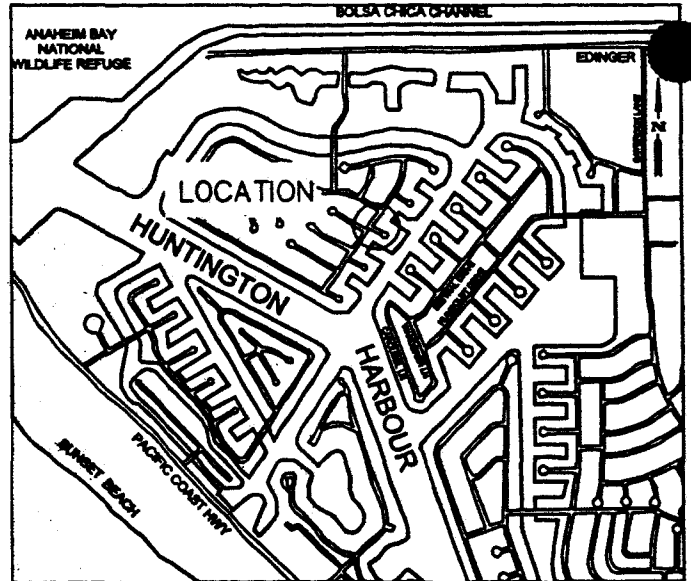 BOLSA CHICA CHANNEL
ANAHEIM BAY
NATIONAL
WILDLIFE REFUGE
EDINGER
N
LOCATION
HUNTINGTON
HARBOUR
PACIFIC COAST HWY
SUNSET BEACH